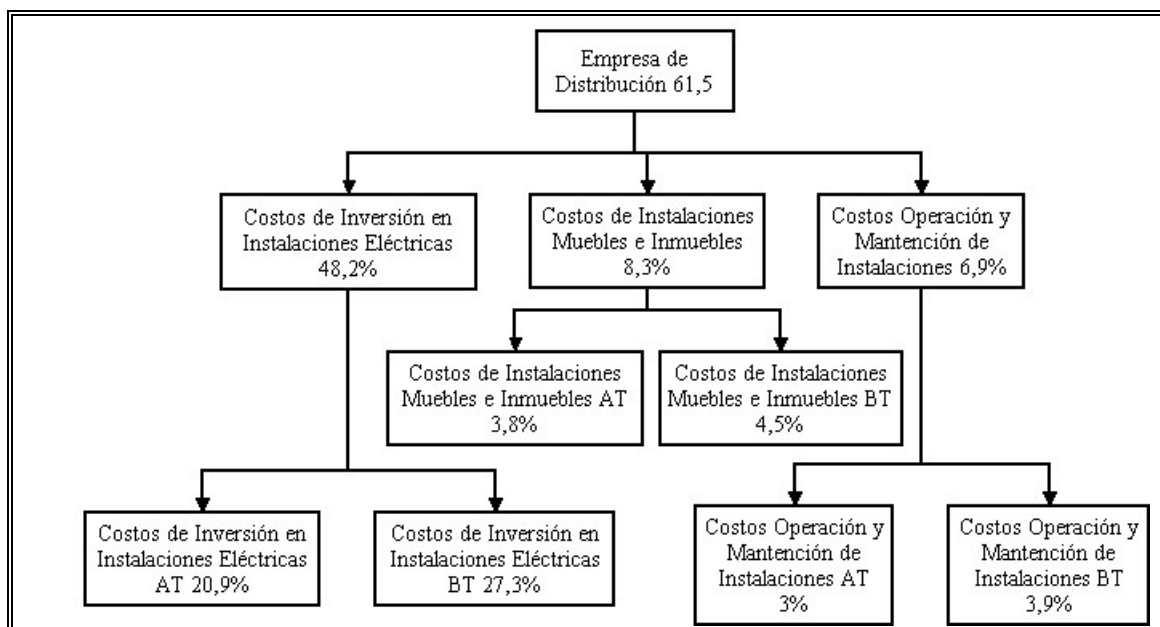 Empresa de
Distribución 61,5
Costos de Inversión en
Instalaciones Eléctricas
48,2%
Costos de Instalaciones
Muebles e Inmuebles
8,3%
Costos Operación y
Mantención de
Instalaciones 6,9%
Costos de Instalaciones
Muebles e Inmuebles AT
3,8%
Costos de Instalaciones
Muebles e Inmuebles BT
4,5%
Costos de Inversión en
Instalaciones Eléctricas
AT 20,9%
Costos de Inversión en
Instalaciones Eléctricas
BT 27,3%
Costos Operación y
Mantención de
Instalaciones AT
3%
Costos Operación y
Mantención de
Instalaciones BT
3,9%